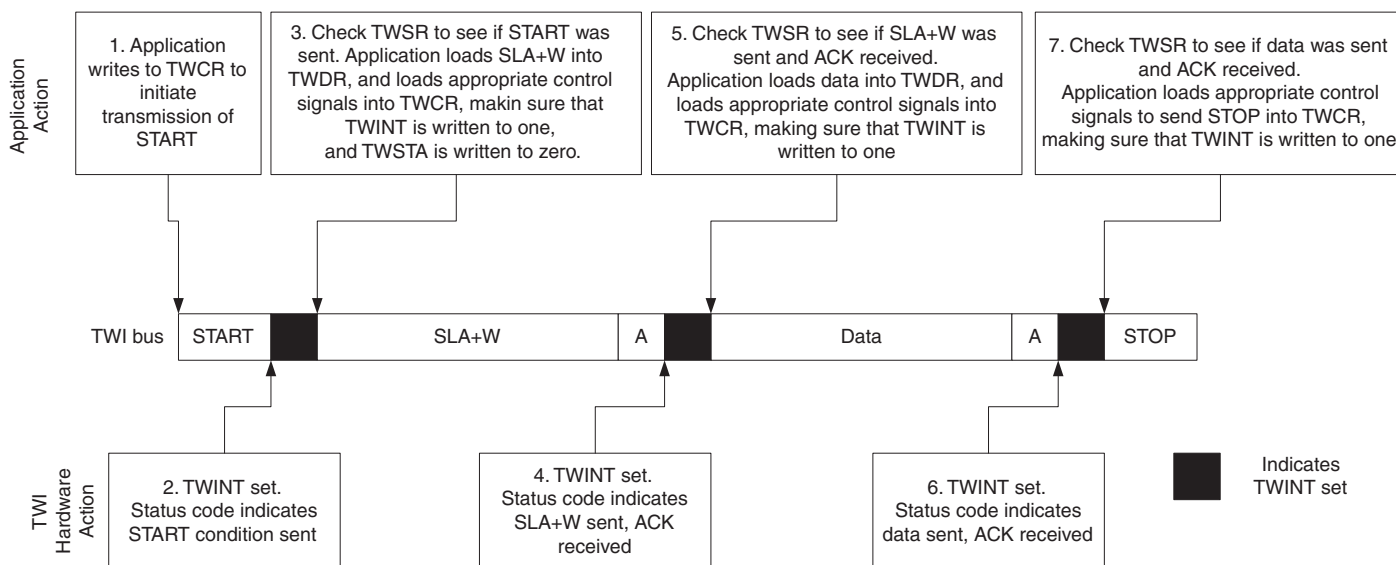 Application
Action
1. Application
writes to TWCR to
initiate
transmission of
START
3. Check TWSR to see if START was
sent. Application loads SLA+W into
TWDR, and loads appropriate control
signals into TWCR, makin sure that
TWINT is written to one,
and TWSTA is written to zero.
5. Check TWSR to see if SLA+W was
sent and ACK received.
Application loads data into TWDR, and
loads appropriate control signals into
TWCR, making sure that TWINT is
written to one
7. Check TWSR to see if data was sent
and ACK received.
Application loads appropriate control
signals to send STOP into TWCR,
making sure that TWINT is written to one
TWI bus
START
SLA+W
A
Data
A
STOP
TWI
Hardware
Action
2. TWINT set.
Status code indicates
START condition sent
4. TWINT set.
Status code indicates
SLA+W sent, ACK
received
6. TWINT set.
Status code indicates
data sent, ACK received
Indicates
TWINT set